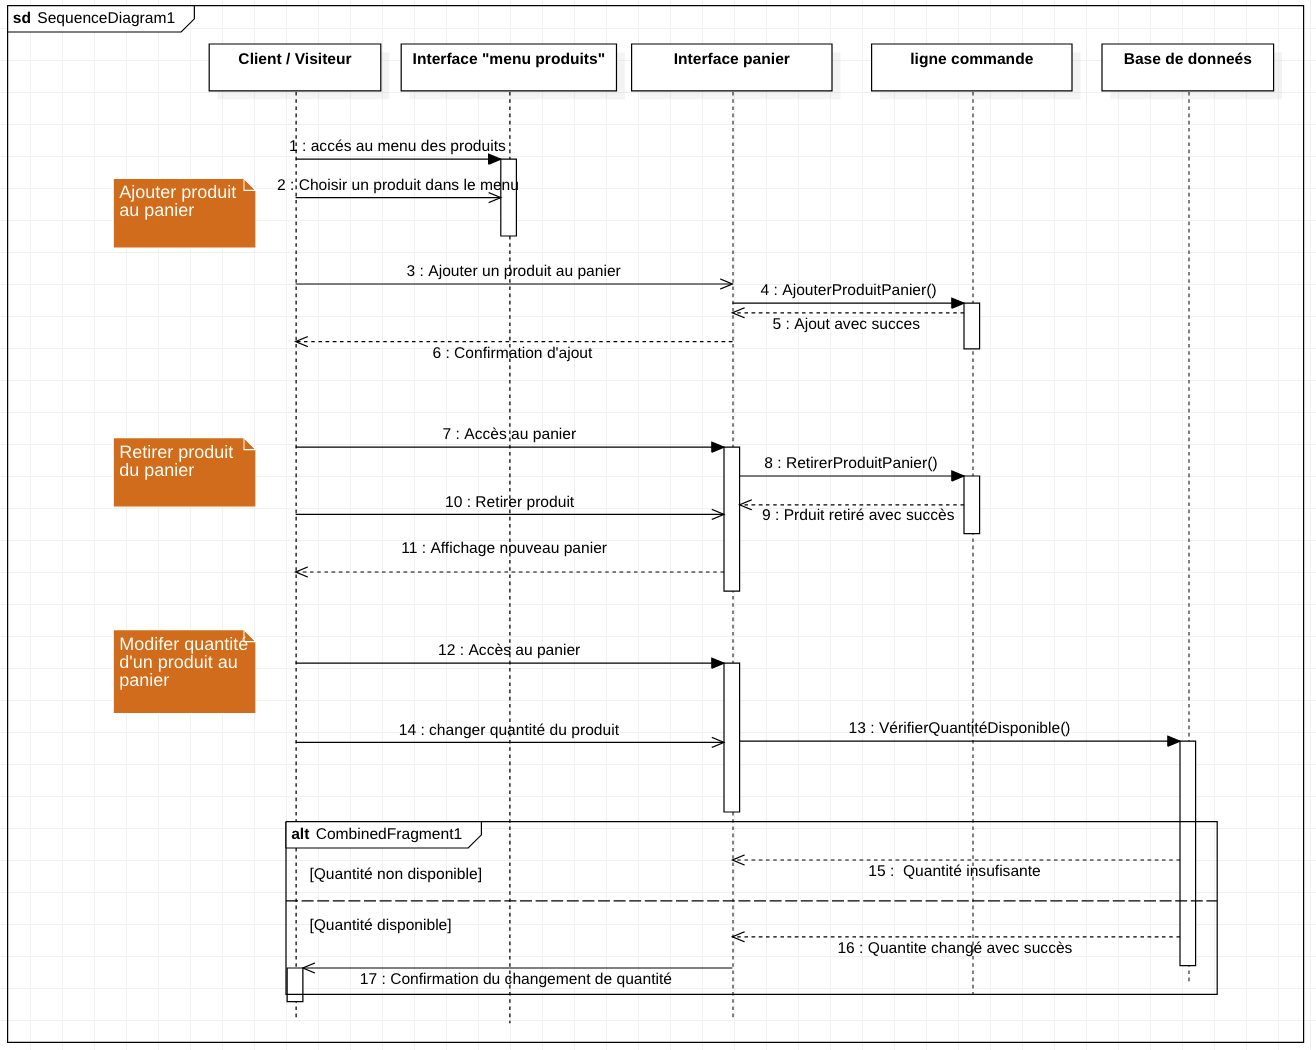 sd SequenceDiagram1
Client / Visiteur
Interface "menu produits"
Interface panier
ligne commande
Base de donneés
1 : accés au menu des produits
Ajouter produit
au panier
2 : Choisir un produit dans le menu
3 : Ajouter un produit au panier
4 : AjouterProduitPanier()
5 : Ajout avec succes
6 : Confirmation d'ajout
Retirer produit
du panier
7 : Accès au panier
8 : RetirerProduitPanier()
10 : Retirer produit
9 : Prduit retiré avec succès
11 : Affichage nouveau panier
Modifer quantité
d'un produit au
panier
12 : Accès au panier
14 : changer quantité du produit
13 : VérifierQuantitéDisponible()
alt CombinedFragment1
[Quantité non disponible]
15 :  Quantité insufisante
[Quantité disponible]
16 : Quantite changé avec succès
17 : Confirmation du changement de quantité